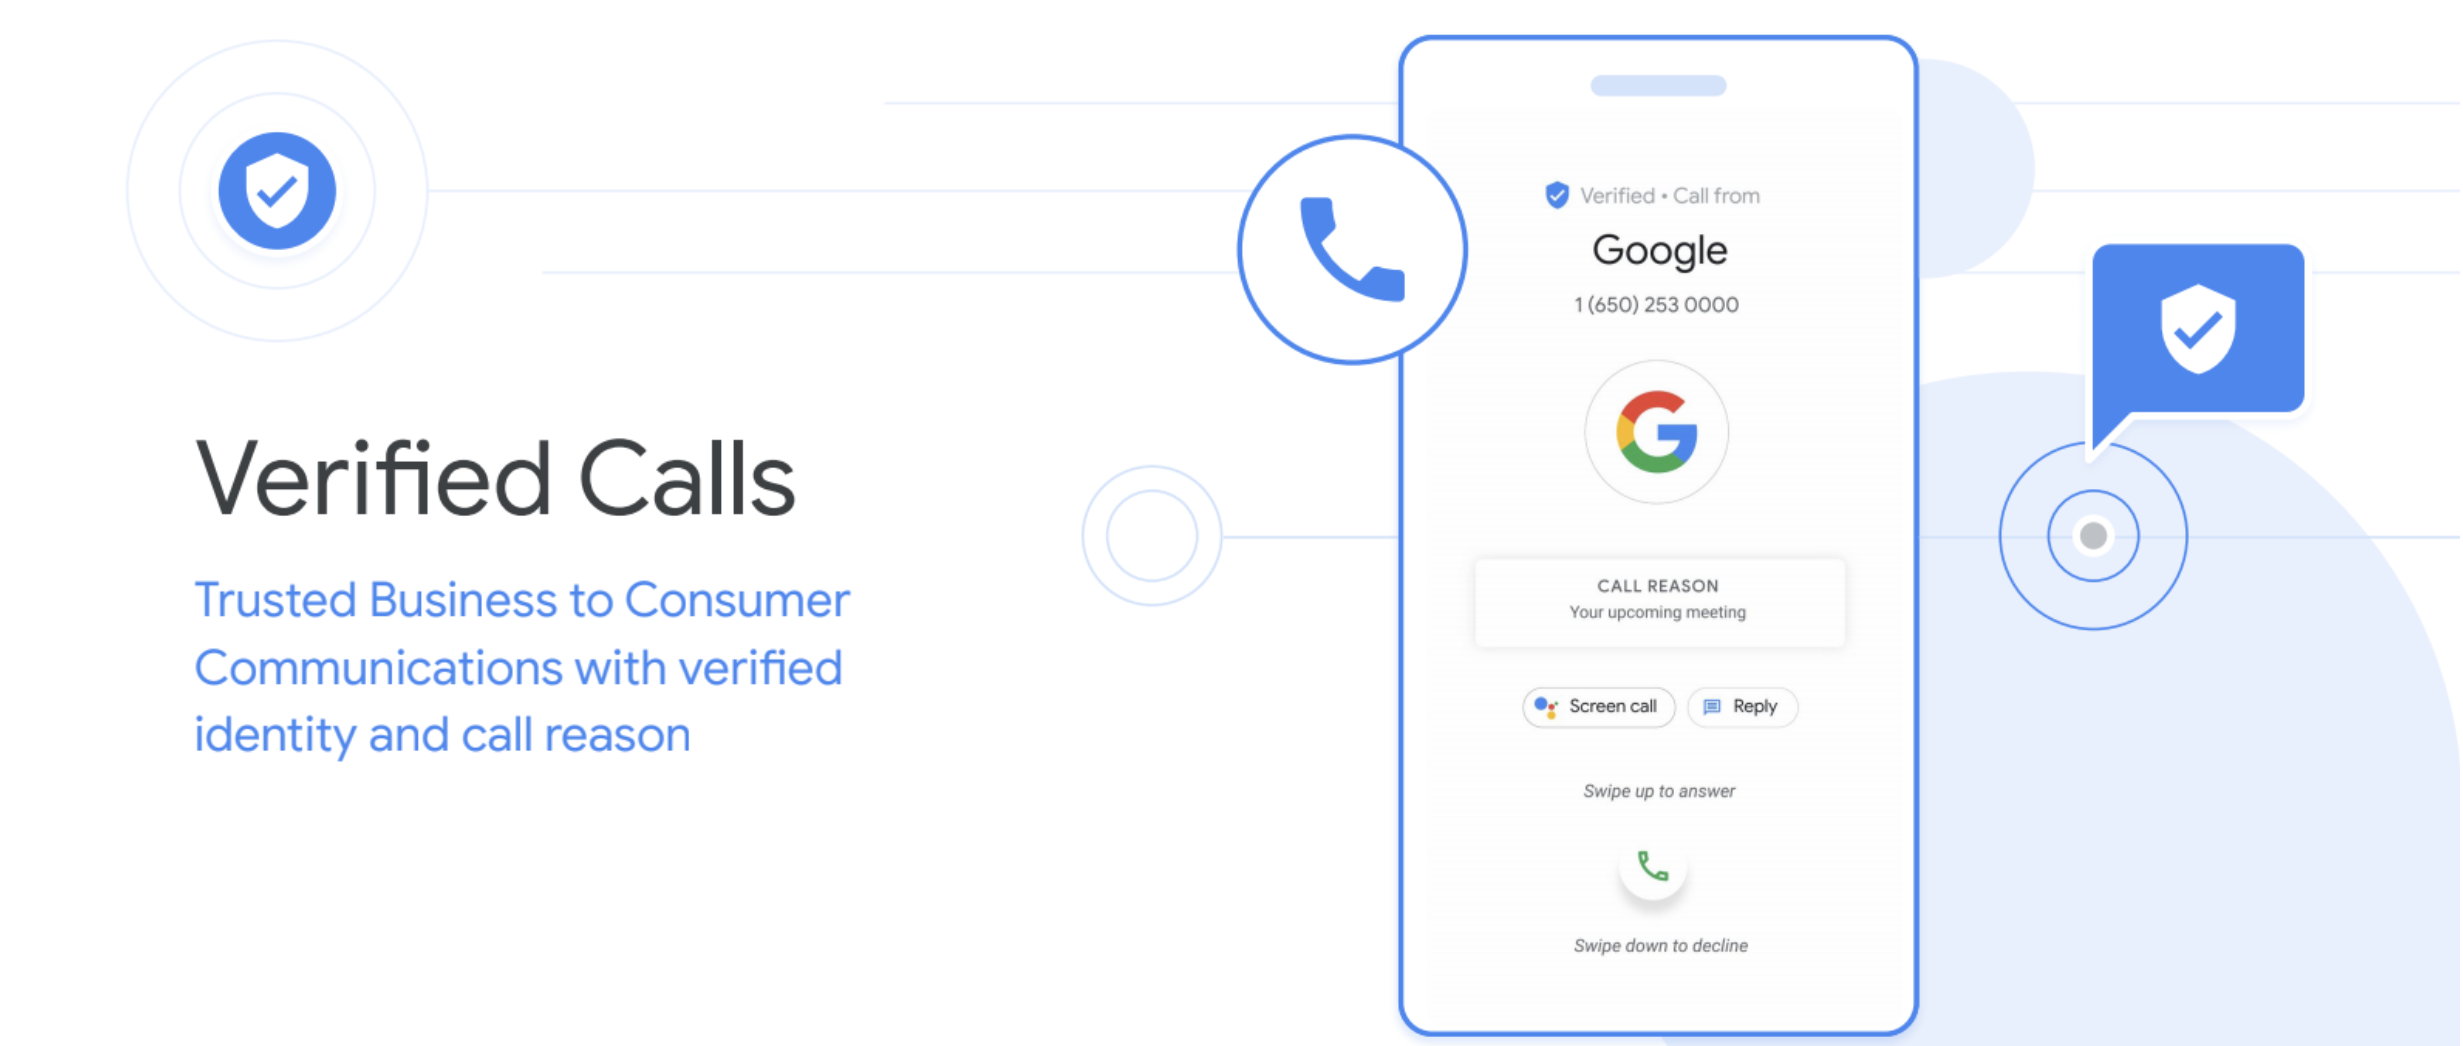 Verified Calls
Trusted Business to Consumer
Communications with verified
identity and call reason
Verified • Call from
Google
1 (650) 253 0000
G
CALL REASON
Your upcoming meeting
Screen call
Reply
Swipe up to answer
Swipe down to decline